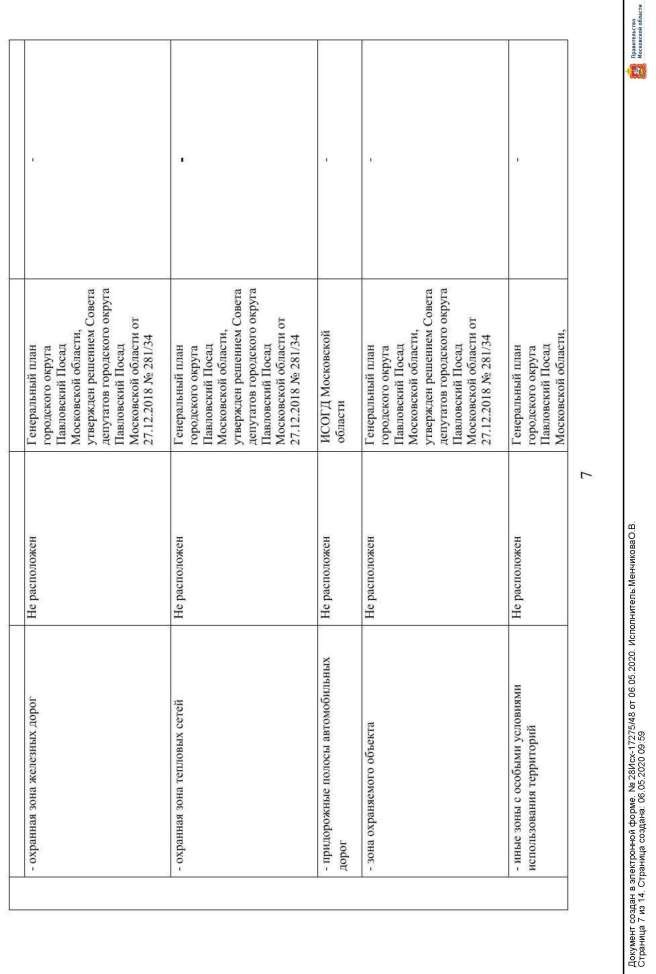 - охранная зона железных дорог
Не расположен
Генеральный план
городского округа
Павловский Посад
Московской области,
утвержден решением Совета
депутатов городского округа
Павловский Посад
Московской области от
27.12.2018 № 281/34
-
- охранная зона тепловых сетей
Не расположен
Генеральный план
городского округа
Павловский Посад
Московской области,
утвержден решением Совета
депутатов городского округа
Павловский Посад
Московской области от
27.12.2018 № 281/34
-
- придорожные полосы автомобильных
дорог
Не расположен
ИСОГД Московской
области
-
- зона охраняемого объекта
Не расположен
Генеральный план
городского округа
Павловский Посад
Московской области,
утвержден решением Совета
депутатов городского округа
Павловский Посад
Московской области от
27.12.2018 № 281/34
-
- иные зоны с особыми условиями
использования территорий
Не расположен
Генеральный план
городского округа
Павловский Посад
Московской области,
-
7
Документ создан в электронной форме. № 28Исх-17275/48 от 06.05.2020. Исполнитель:МенчиковаО.В.
Страница 7 из 14. Страница создана: 06.05.2020 09:59
Правительство
Московской области